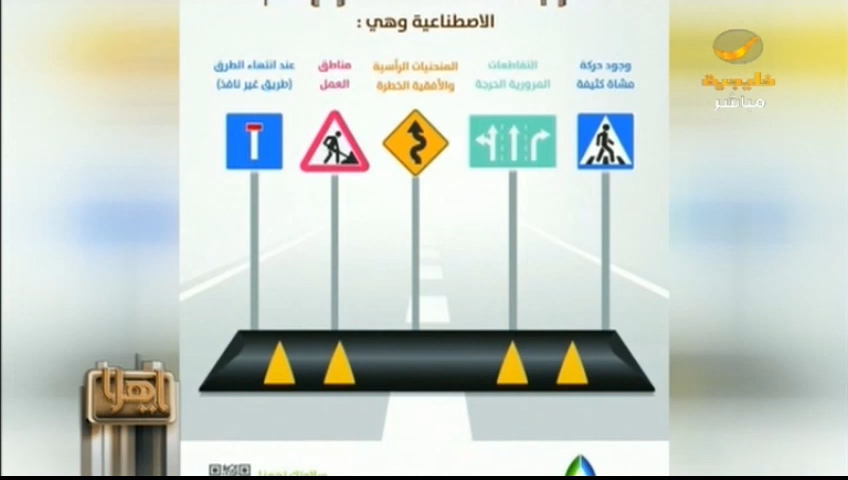 الاصطناعية وهي :
وجود حركة
مشاة كثيفة
التقاطعات
المرورية الحرجة
المنحنيات الرأسية
والأفقية الخطرة
مناطق
العمل
عند انتهاء الطرق
(طريق غير نافذ)
خليجية
مباشر
ياهلا